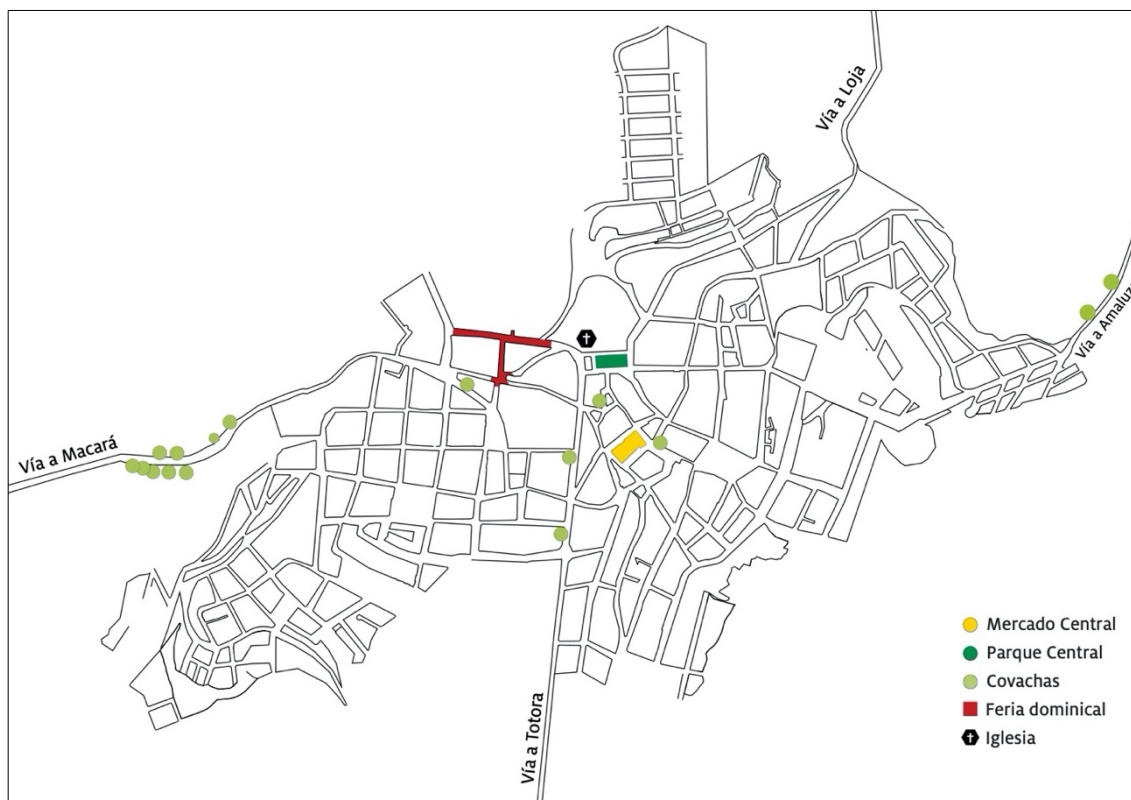 Vía a Loja
Vía a Amaluza
Vía a Macará
Vía a Totora
Mercado Central
Parque Central
Covachas
Feria dominical
Iglesia